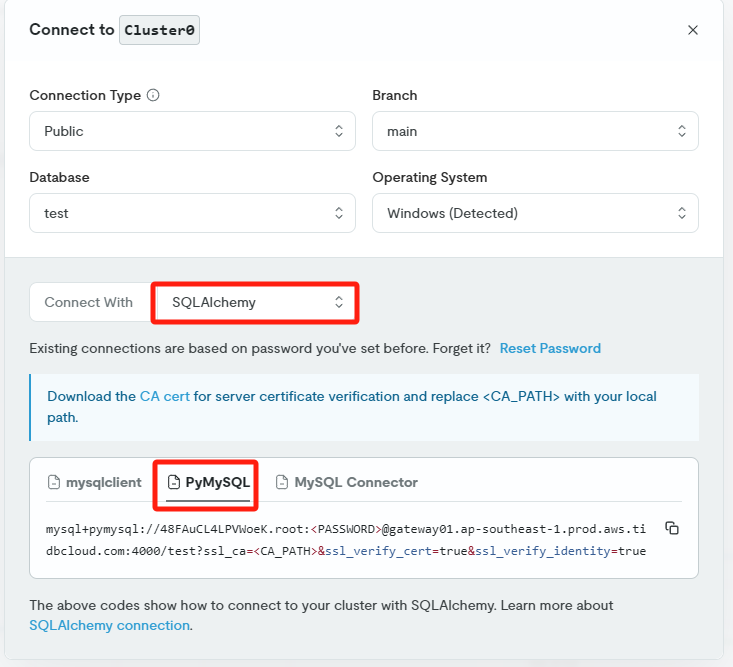 Connect to Cluster0
Connection Type
Branch
Public
main
Database
Operating System
test
Windows (Detected)
Connect With
SQLAlchemy
Existing connections are based on password you've set before. Forget it? Reset Password
Download the CA cert for server certificate verification and replace <CA_PATH> with your local
path.
mysqlclient
PyMySQL
MySQL Connector
mysql+pymysql://48FAuCL4LPVWoeK.root:<PASSWORD>@gateway01.ap-southeast-1.prod.aws.ti
dbcloud.com:4000/test?ssl_ca=<CA_PATH>&ssl_verify_cert=true&ssl_verify_identity=true
The above codes show how to connect to your cluster with SQLAlchemy. Learn more about
SQLAlchemy connection.